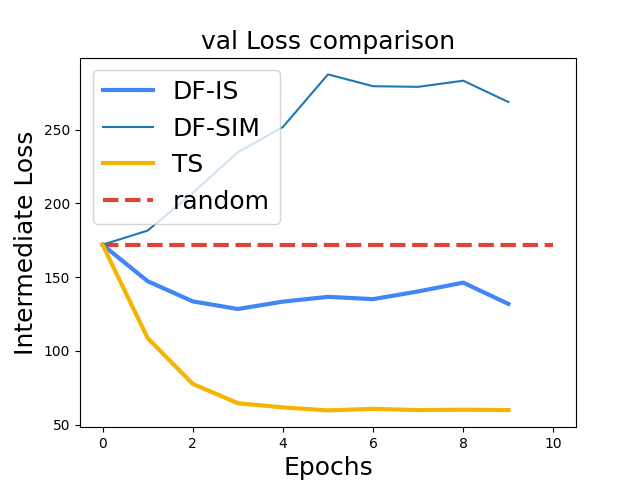 val Loss comparison
DF-IS
DF-SIM
TS
random
Intermediate Loss
250
200
150
100
50
0 2 4 6 8 10
Epochs